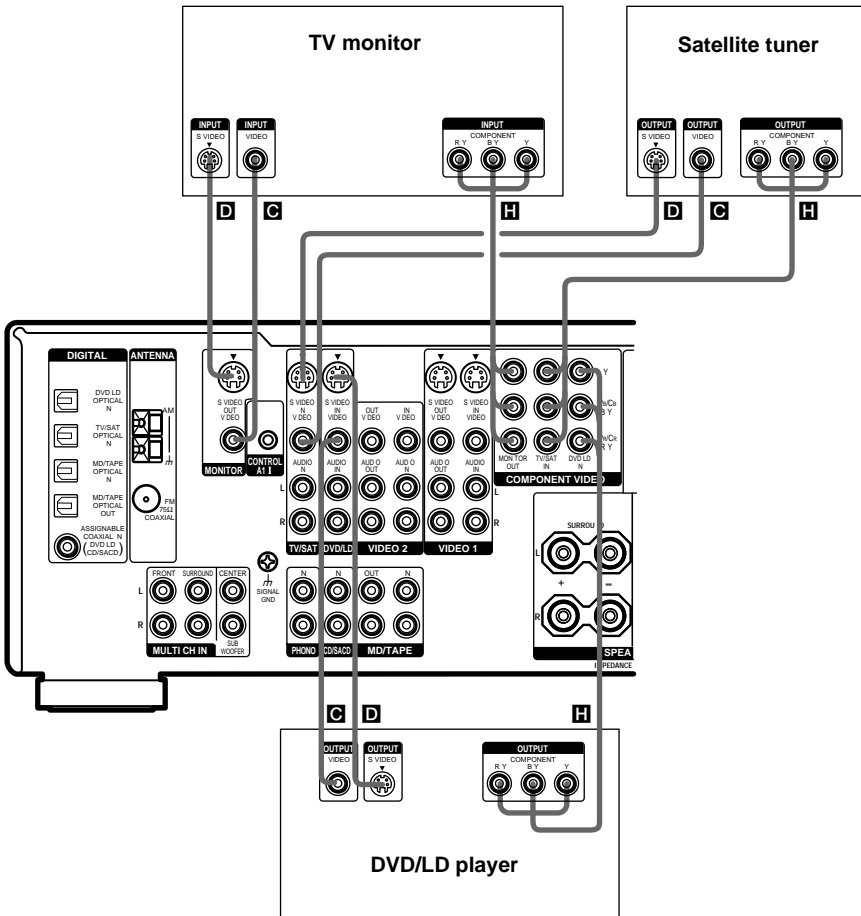 TV monitor
Satellite tuner
INPUT
S VIDEO
INPUT
VIDEO
INPUT
COMPONENT
R Y B Y Y
OUTPUT
S VIDEO
OUTPUT
VIDEO
OUTPUT
COMPONENT
R Y B Y Y
D
C
H
D
C
H
DIGITAL
DVD LD
OPTICAL
N
TV/SAT
OPTICAL
N
MD/TAPE
OPTICAL
N
MD/TAPE
OPTICAL
OUT
ASSIGNABLE
COAXIAL N
( DVD LD
CD/SACD )
ANTENNA
AM
FM
75Ω
COAXIAL
S VIDEO
OUT
V DEO
MONITOR
CONTROL
A1 II
S VIDEO
N
V DEO
AUDIO
N
L
R
TV/SAT
S VIDEO
IN
VIDEO
AUDIO
IN
DVD/LD
OUT
V DEO
IN
V DEO
AUD O
OUT
AUD O
N
VIDEO 2
S VIDEO
OUT
V DEO
S VIDEO
IN
VIDEO
AUD O
OUT
AUDIO
IN
L
R
VIDEO 1
Y
PB/CB
B Y
PR/CR
R Y
MON TOR
OUT
TV/SAT
IN
DVD LD
N
COMPONENT VIDEO
FRONT SURROUND CENTER
L
R
SUB
WOOFER
MULTI CH IN
SIGNAL
GND
N
N
OUT
N
PHONO
CD/SACD
MD/TAPE
SURROU D
L
+ −
R
SPEA
I PEDANCE
C
D
H
OUTPUT
VIDEO
OUTPUT
S VIDEO
OUTPUT
COMPONENT
R Y B Y Y
DVD/LD player